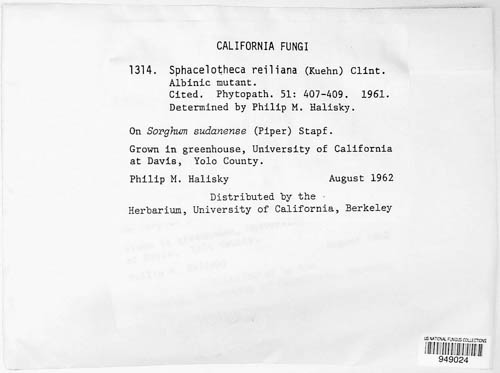 CALIFORNIA FUNGI
1314. Sphacelotheca reiliana (Kuehn) Clint.
Albinic mutant.
Cited. Phytopath. 51: 407-409. 1961.
Determined by Philip M. Halisky.
On Sorghum sudanense (Piper) Stapf.
Grown in greenhouse, University of California
at Davis, Yolo County.
Philip M. Halisky August 1962
Distributed by the
Herbarium, University of California, Berkeley
US NATIONAL FUNGUS COLLECTIONS
949024